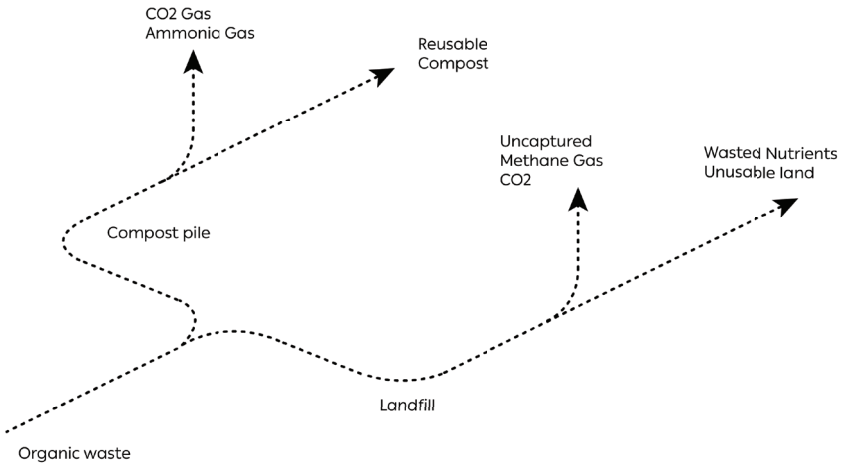 CO2 Gas
Ammonic Gas
Reusable
Compost
Uncaptured
Methane Gas
CO2
Wasted Nutrients
Unusable land
Compost pile
Landfill
Organic waste